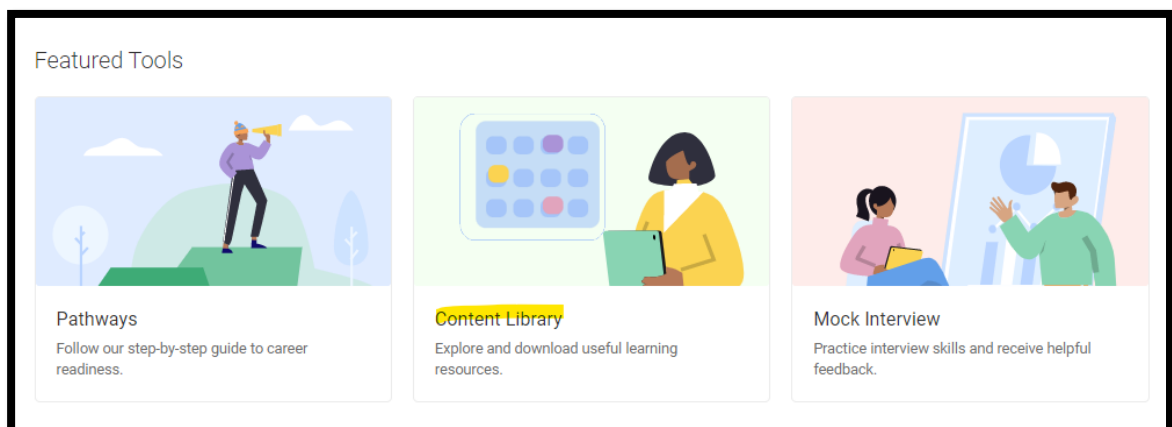 Featured Tools
Pathways
Follow our step-by-step guide to career
readiness.
Content Library
Explore and download useful learning
resources.
Mock Interview
Practice interview skills and receive helpful
feedback.